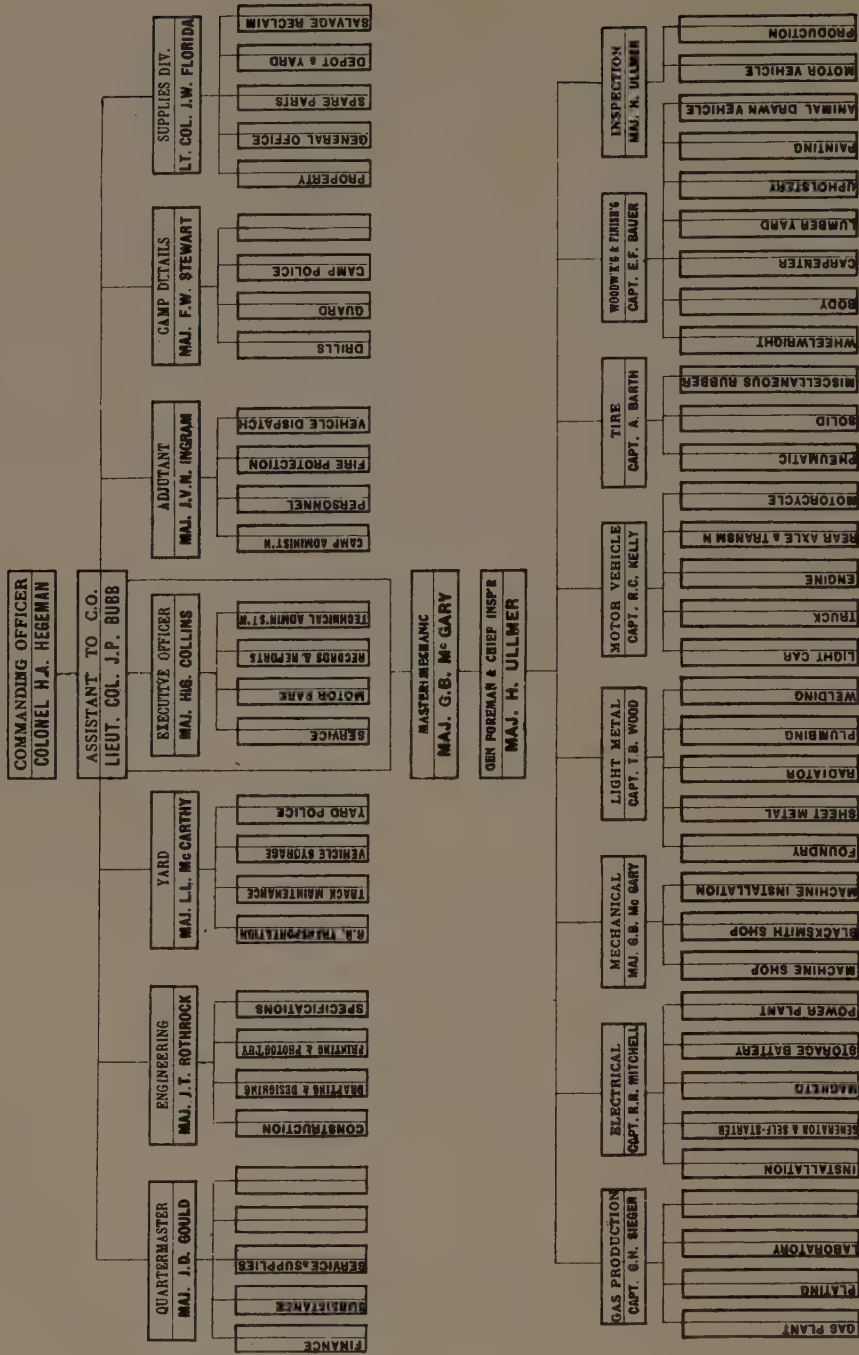 COMMANDING OFFICER
COLONEL H.A. HEGEMAN
ASSISTANT TO C.O.
LIEUT. COL. J.P. BUBB
QUARTERMASTER
MAJ. J.D. GOULD
FINANCE
SUBSISTANCE
SERVICE & SUPPLIES
ENGINEERING
MAJ. J.T. ROTHROCK
CONSTRUCTION
DRAFTING & DESIGNING
PRINTING & PHOTOG'PHY
SPECIFICATIONS
YARD
MAJ. L.L. McCARTHY
R.R. TRANSPORTATION
TRACK MAINTENANCE
VEHICLE STORAGE
YARD POLICE
EXECUTIVE OFFICER
MAJ. H.S. COLLINS
SERVICE
MOTOR PARK
RECORDS & REPORTS
TECHNICAL ADMIN'ST'N
ADJUTANT
MAJ. J.V.N. INGRAM
CAMP ADMINIST'N
PERSONNEL
FIRE PROTECTION
VEHICLE DISPATCH
CAMP DETAILS
MAJ. F.W. STEWART
DRILLS
GUARD
CAMP POLICE
SUPPLIES DIV.
LT. COL. J.W. FLORIDA
PROPERTY
GENERAL OFFICE
SPARE PARTS
DEPOT & YARD
SALVAGE RECLAIM
MASTER MECHANIC
MAJ. G.B. McGARY
GEN FOREMAN & CHIEF INSP'R
MAJ. H. ULLMER
GAS PRODUCTION
CAPT. G.H. SIEGER
GAS PLANT
PLATING
LABORATORY
ELECTRICAL
CAPT. R.R. MITCHELL
INSTALLATION
GENERATOR & SELF-STARTER
MAGNETO
STORAGE BATTERY
POWER PLANT
MECHANICAL
MAJ. G.B. McGARY
MACHINE SHOP
BLACKSMITH SHOP
MACHINE INSTALLATION
LIGHT METAL
CAPT. T.B. WOOD
FOUNDRY
SHEET METAL
RADIATOR
PLUMBING
WELDING
MOTOR VEHICLE
CAPT. R.C. KELLY
LIGHT CAR
TRUCK
ENGINE
REAR AXLE & TRANSM'N
MOTORCYCLE
TIRE
CAPT. A. BARTH
PNEUMATIC
SOLID
MISCELLANEOUS RUBBER
WOODW'K'G & FINISH'G
CAPT. E.F. BAUER
WHEELWRIGHT
BODY
CARPENTER
LUMBER YARD
UPHOLSTERY
PAINTING
ANIMAL DRAWN VEHICLE
INSPECTION
MAJ. H. ULLMER
MOTOR VEHICLE
PRODUCTION